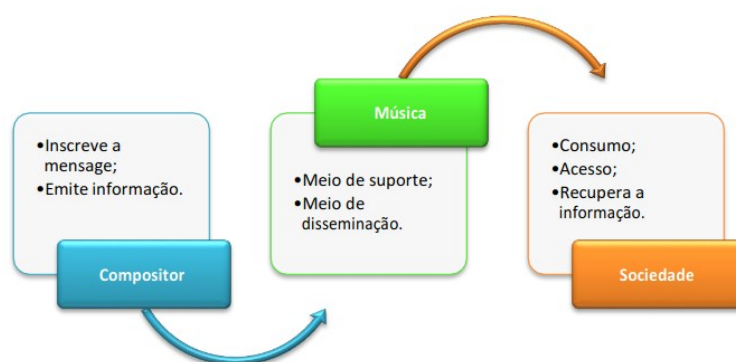 •Inscreve a
mensage;
•Emite informação.
Compositor
Música
•Meio de suporte;
•Meio de
disseminação.
•Consumo;
•Acesso;
•Recupera a
informação.
Sociedade